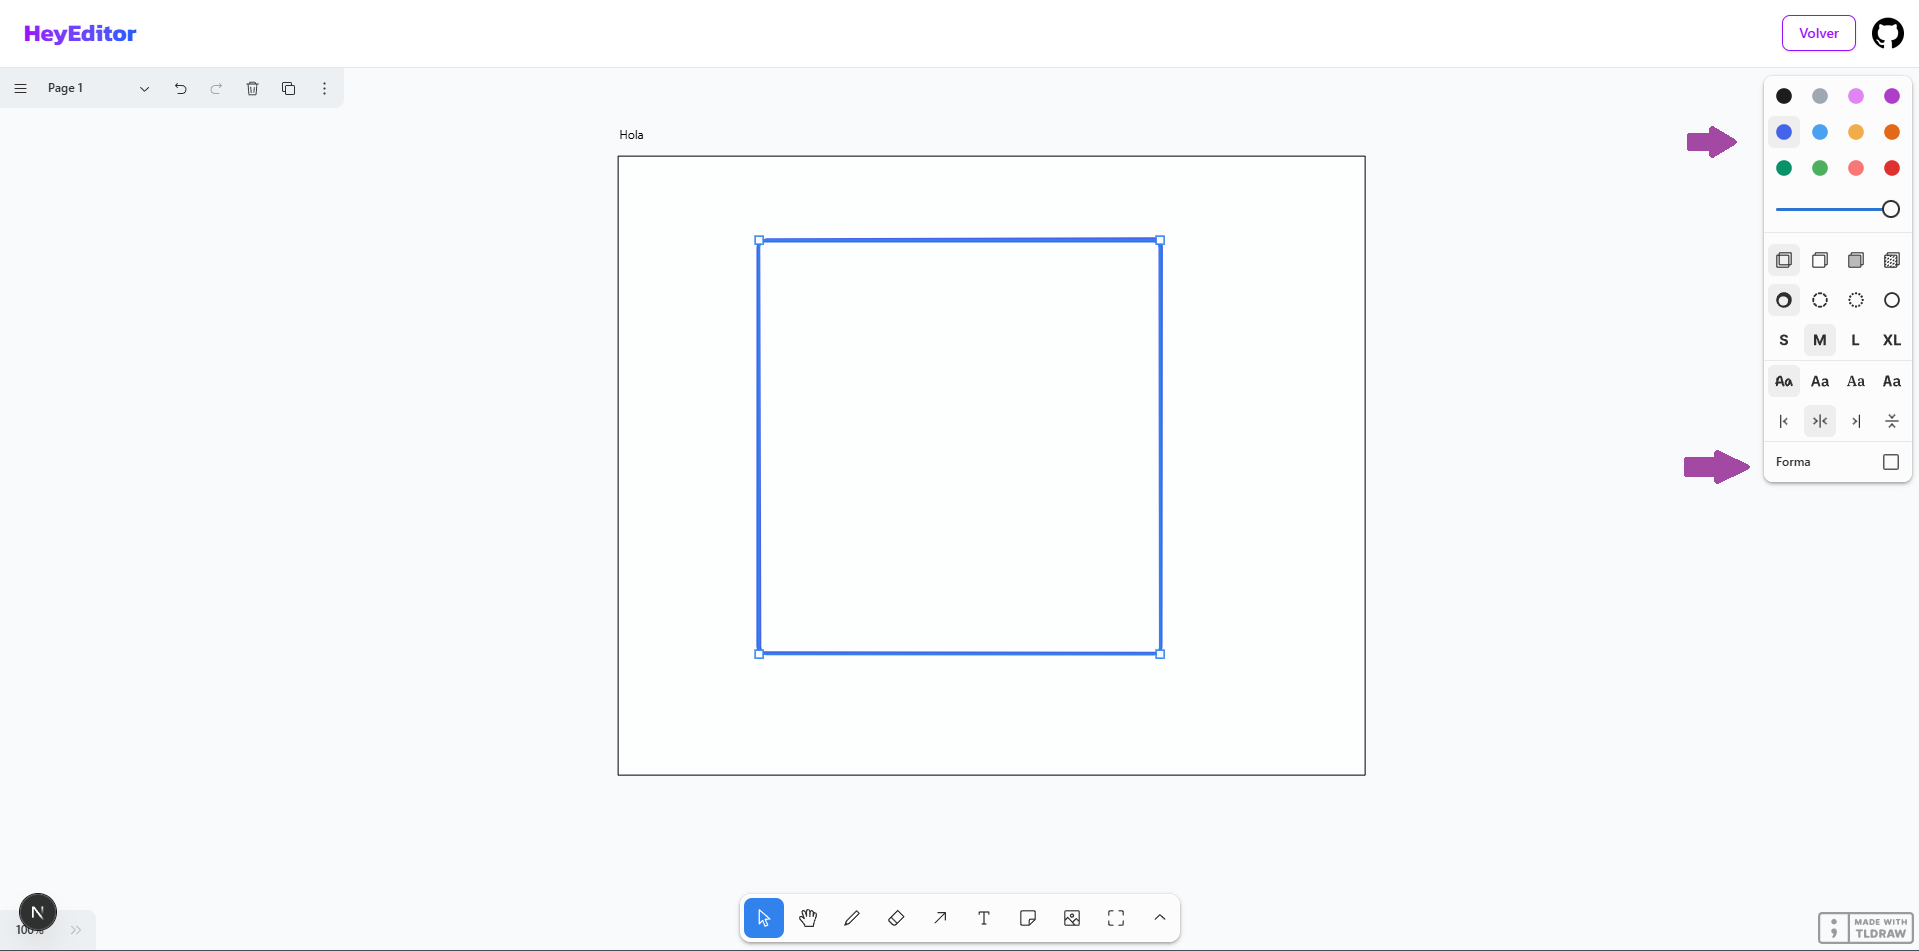 HeyEditor
Volver
Page 1
Hola
S M L XL
Aa Aa Aa Aa
Forma
N
100%
MADE WITH
TLDRAW